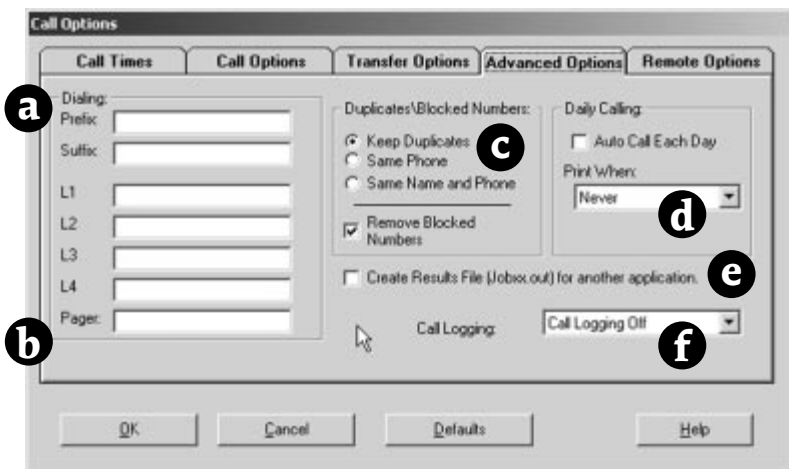 Call Options
Call Times
Call Options
Transfer Options
Advanced Options
Remote Options
a
Dialing:
Prefix:
Suffix:
L1
L2
L3
L4
Pager:
b
Duplicates\Blocked Numbers:
Keep Duplicates
c
Same Phone
Same Name and Phone
Remove Blocked
Numbers
Daily Calling:
Auto Call Each Day
Print When:
Never
d
Create Results File (Jobxx.out) for another application.
e
Call Logging:
Call Logging Off
f
OK
Cancel
Defaults
Help